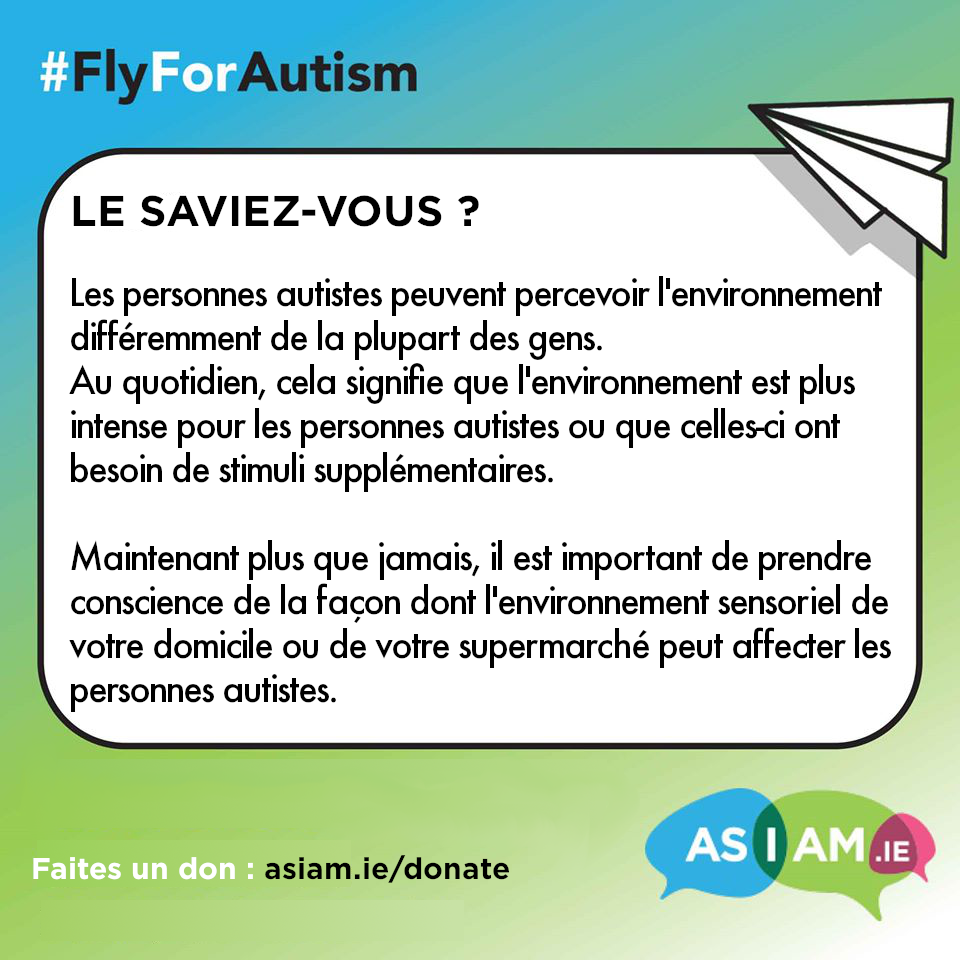 #FlyForAutism
LE SAVIEZ-VOUS ?
Les personnes autistes peuvent percevoir l'environnement
différemment de la plupart des gens.
Au quotidien, cela signifie que l'environnement est plus
intense pour les personnes autistes ou que celles-ci ont
besoin de stimuli supplémentaires.
Maintenant plus que jamais, il est important de prendre
conscience de la façon dont l'environnement sensoriel de
votre domicile ou de votre supermarché peut affecter les
personnes autistes.
Faites un don : asiam.ie/donate
AS I AM.IE